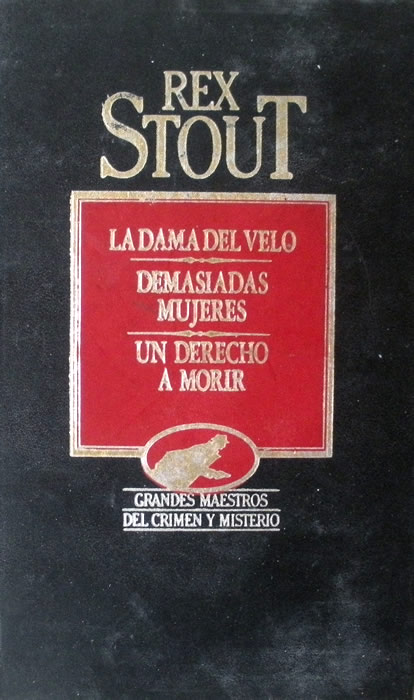 REX
STOUT
LA DAMA DEL VELO
DEMASIADAS
MUJERES
UN DERECHO
A MORIR
GRANDES MAESTROS
DEL CRIMEN Y MISTERIO